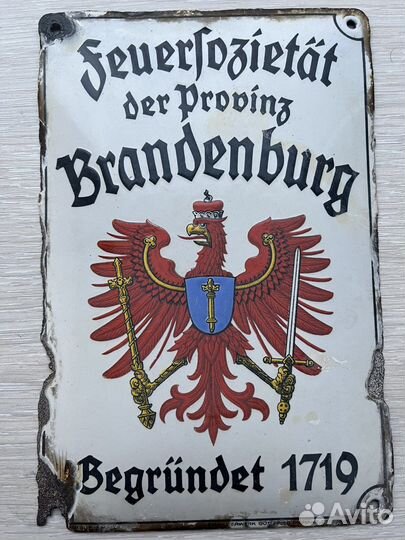 Feuerſozietät
der Provinz
Brandenburg
Begründet 1719
Avito